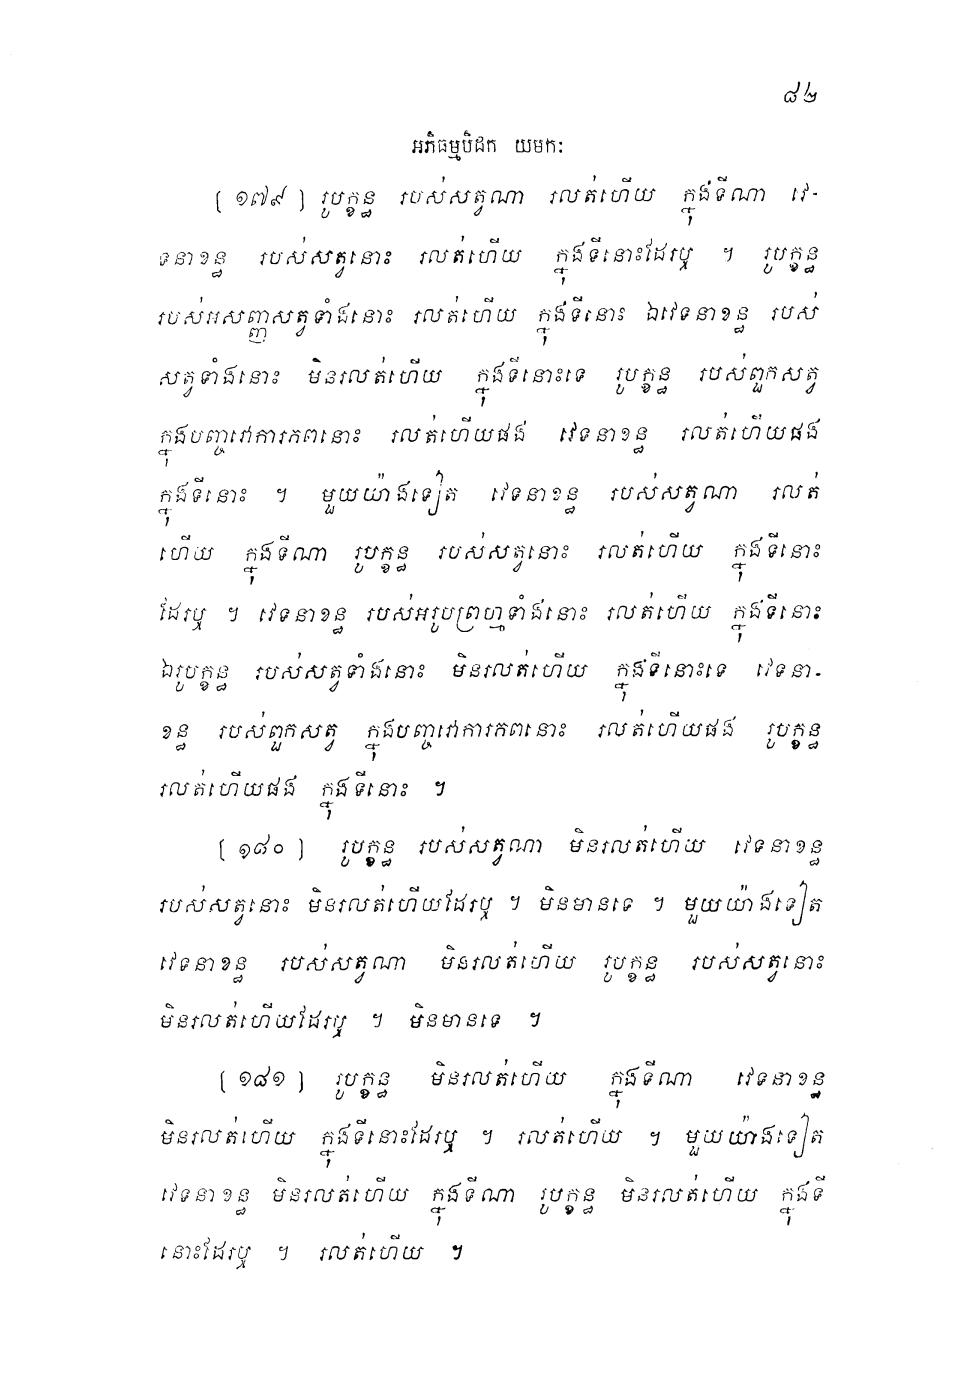 ៨២
អភិធម្មបិដក យមកៈ
[ ១៧៩ ] រូបក្ខន្ធ របស់សត្វណា រលត់ហើយ ក្នុងទីណា វេ-
ទនាខន្ធ របស់សត្វនោះ រលត់ហើយ ក្នុងទីនោះដែរឬ ។ រូបក្ខន្ធ
របស់អសញ្ញសត្វទាំងនោះ រលត់ហើយ ក្នុងទីនោះ ឯវេទនាខន្ធ របស់
សត្វទាំងនោះ មិនរលត់ហើយ ក្នុងទីនោះទេ រូបក្ខន្ធ របស់ពួកសត្វ
ក្នុងបញ្ចវោការភពនោះ រលត់ហើយផង វេទនាខន្ធ រលត់ហើយផង
ក្នុងទីនោះ ។ មួយយ៉ាងទៀត វេទនាខន្ធ របស់សត្វណា រលត់
ហើយ ក្នុងទីណា រូបក្ខន្ធ របស់សត្វនោះ រលត់ហើយ ក្នុងទីនោះ
ដែរឬ ។ វេទនាខន្ធ របស់អរូបព្រហ្មទាំងនោះ រលត់ហើយ ក្នុងទីនោះ
ឯរូបក្ខន្ធ របស់សត្វទាំងនោះ មិនរលត់ហើយ ក្នុងទីនោះទេ វេទនា-
ខន្ធ របស់ពួកសត្វ ក្នុងបញ្ចវោការភពនោះ រលត់ហើយផង រូបក្ខន្ធ
រលត់ហើយផង ក្នុងទីនោះ ។
[ ១៨០ ] រូបក្ខន្ធ របស់សត្វណា មិនរលត់ហើយ វេទនាខន្ធ
របស់សត្វនោះ មិនរលត់ហើយដែរឬ ។ មិនមានទេ ។ មួយយ៉ាងទៀត
វេទនាខន្ធ របស់សត្វណា មិនរលត់ហើយ រូបក្ខន្ធ របស់សត្វនោះ
មិនរលត់ហើយដែរឬ ។ មិនមានទេ ។
[ ១៨១ ] រូបក្ខន្ធ មិនរលត់ហើយ ក្នុងទីណា វេទនាខន្ធ
មិនរលត់ហើយ ក្នុងទីនោះដែរឬ ។ រលត់ហើយ ។ មួយយ៉ាងទៀត
វេទនាខន្ធ មិនរលត់ហើយ ក្នុងទីណា រូបក្ខន្ធ មិនរលត់ហើយ ក្នុងទី
នោះដែរឬ ។ រលត់ហើយ ។